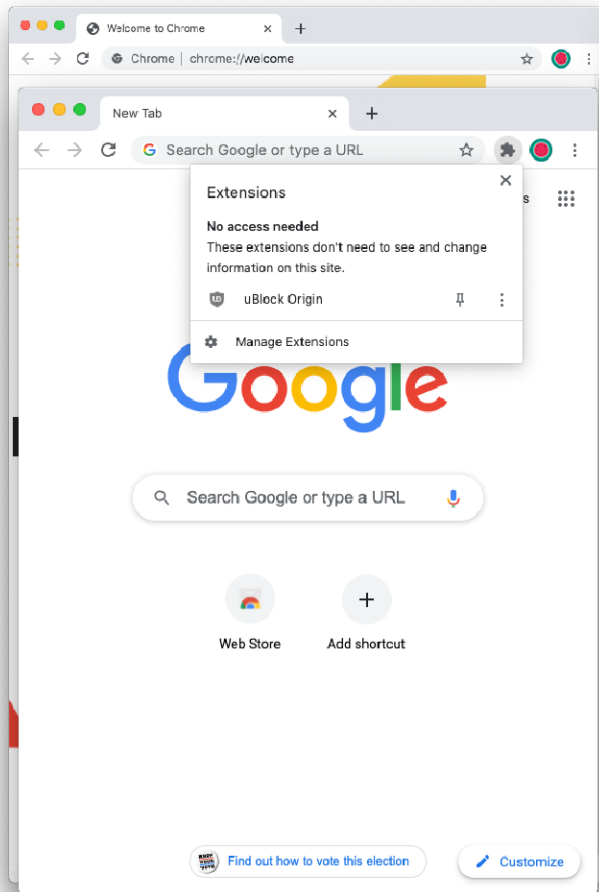 Welcome to Chrome
Chrome | chrome://welcome
New Tab
Search Google or type a URL
s
Extensions
No access needed
These extensions don't need to see and change
information on this site.
uBlock Origin
Manage Extensions
Google
Search Google or type a URL
Web Store
Add shortcut
Find out how to vote this election
Customize